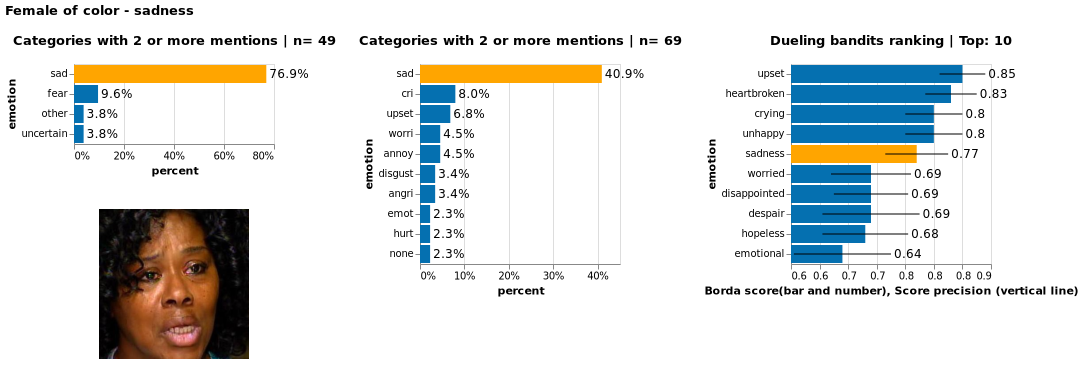 Female of color - sadness
Categories with 2 or more mentions | n= 49
emotion
sad 76.9%
fear 9.6%
other 3.8%
uncertain 3.8%
0% 20% 40% 60% 80%
percent
Categories with 2 or more mentions | n= 69
emotion
sad 40.9%
cri 8.0%
upset 6.8%
worri 4.5%
annoy 4.5%
disgust 3.4%
angri 3.4%
emot 2.3%
hurt 2.3%
none 2.3%
0% 10% 20% 30% 40%
percent
Dueling bandits ranking | Top: 10
emotion
upset 0.85
heartbroken 0.83
crying 0.8
unhappy 0.8
sadness 0.77
worried 0.69
disappointed 0.69
despair 0.69
hopeless 0.68
emotional 0.64
0.6 0.6 0.7 0.7 0.8 0.8 0.8 0.9
Borda score(bar and number), Score precision (vertical line)